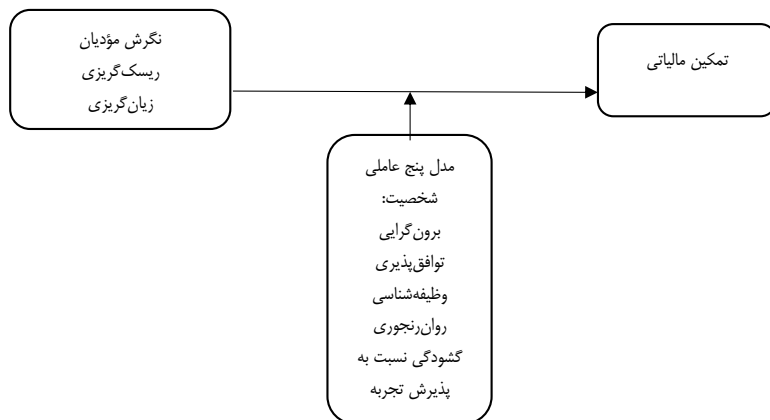 نگرش مؤدیان
ریسک‌گریزی
زیان‌گریزی
تمکین مالیاتی
مدل پنج عاملی
شخصیت:
برون‌گرایی
توافق‌پذیری
وظیفه‌شناسی
روان‌رنجوری
گشودگی نسبت به
پذیرش تجربه